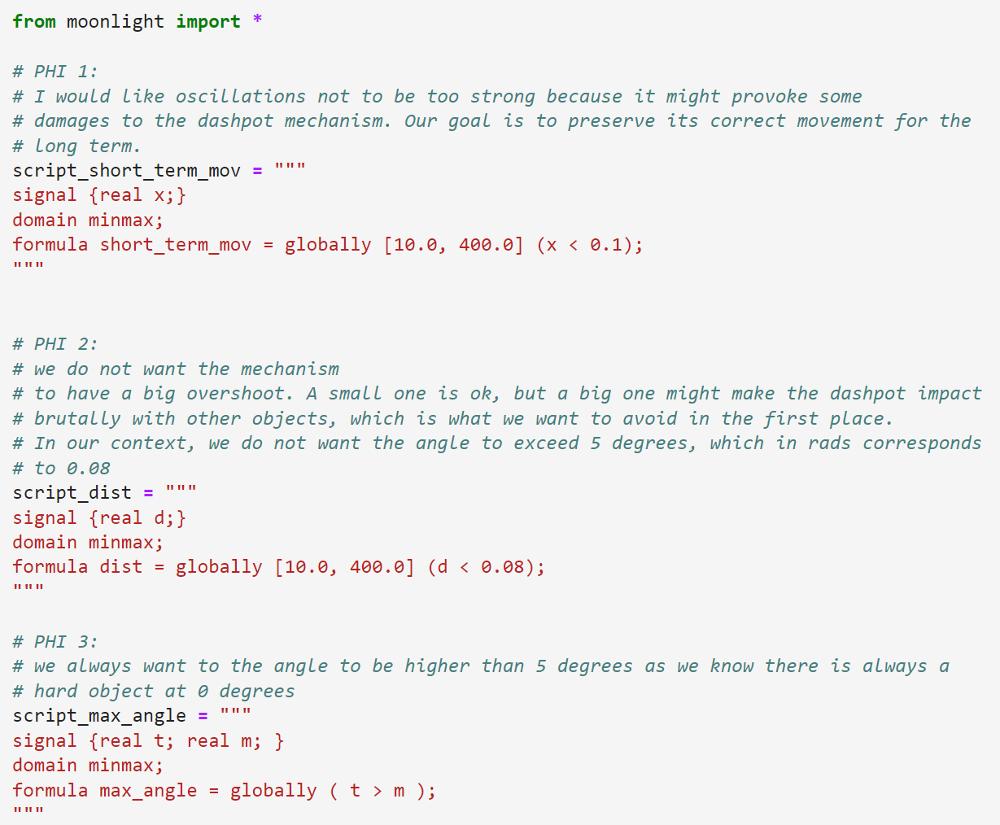 from moonlight import *
# PHI 1:
# I would like oscillations not to be too strong because it might provoke some
# damages to the dashpot mechanism. Our goal is to preserve its correct movement for the
# long term.
script_short_term_mov = """
signal {real x;}
domain minmax;
formula short_term_mov = globally [10.0, 400.0] (x < 0.1);
"""
# PHI 2:
# we do not want the mechanism
# to have a big overshoot. A small one is ok, but a big one might make the dashpot impact
# brutally with other objects, which is what we want to avoid in the first place.
# In our context, we do not want the angle to exceed 5 degrees, which in rads corresponds
# to 0.08
script_dist = """
signal {real d;}
domain minmax;
formula dist = globally [10.0, 400.0] (d < 0.08);
"""
# PHI 3:
# we always want to the angle to be higher than 5 degrees as we know there is always a
# hard object at 0 degrees
script_max_angle = """
signal {real t; real m; }
domain minmax;
formula max_angle = globally ( t > m );
"""